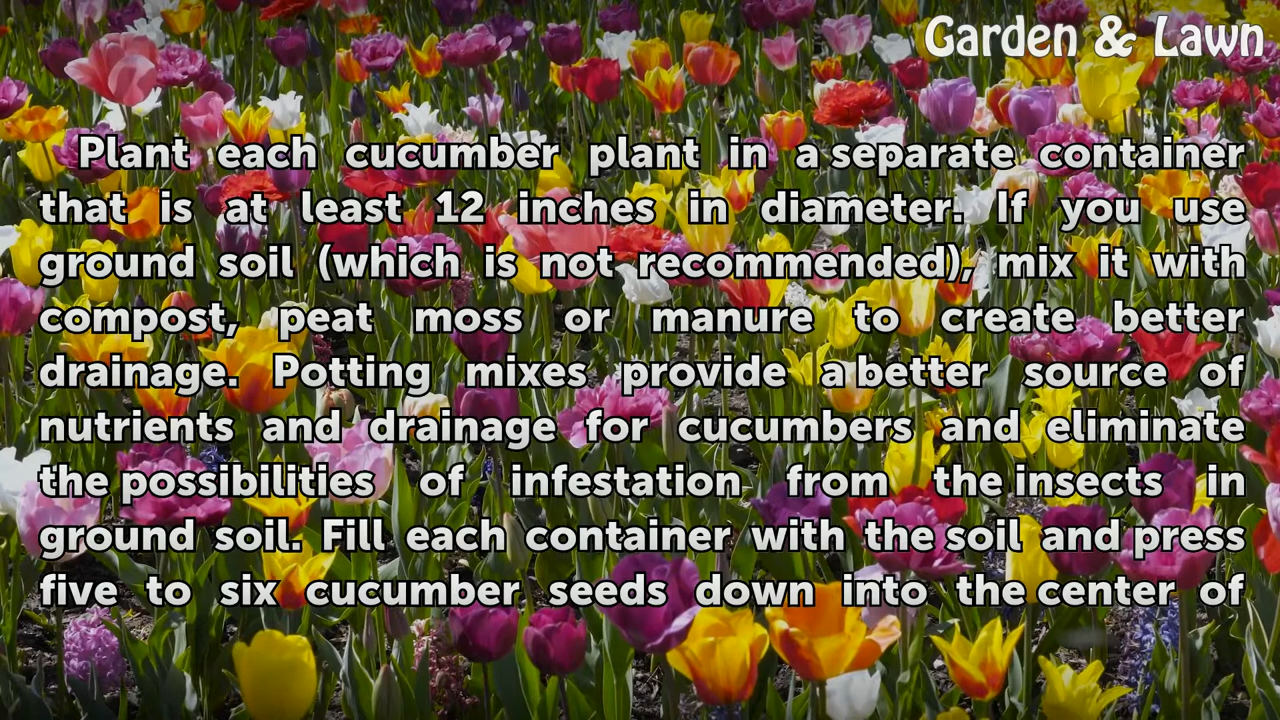 Garden & Lawn
Plant each cucumber plant in a separate container
that is at least 12 inches in diameter. If you use
ground soil (which is not recommended), mix it with
compost, peat moss or manure to create better
drainage. Potting mixes provide a better source of
nutrients and drainage for cucumbers and eliminate
the possibilities of infestation from the insects in
ground soil. Fill each container with the soil and press
five to six cucumber seeds down into the center of